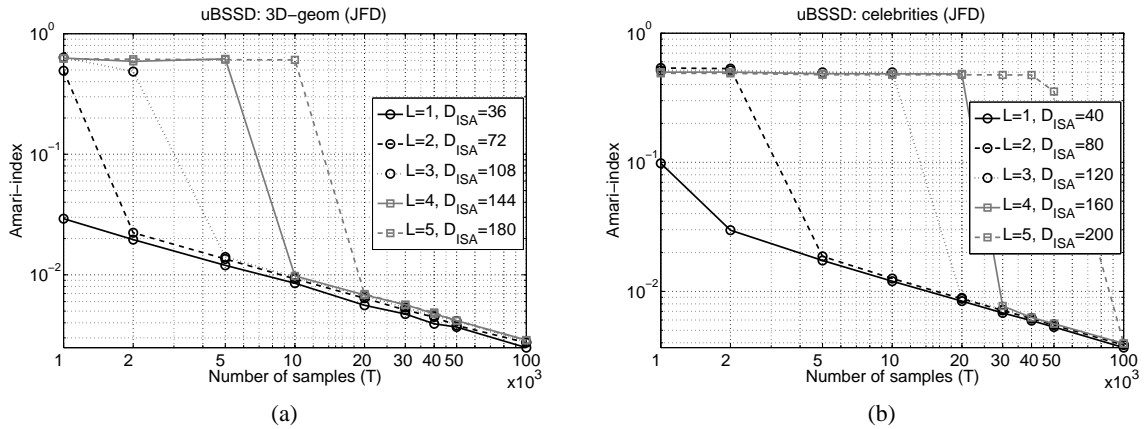 uBSSD: 3D-geom (JFD)
10^0
10^-1
10^-2
Amari-index
L=1, D_ISA=36
L=2, D_ISA=72
L=3, D_ISA=108
L=4, D_ISA=144
L=5, D_ISA=180
1 2 5 10 20 30 40 50 100
Number of samples (T)
x10^3
(a)
uBSSD: celebrities (JFD)
10^0
10^-1
10^-2
Amari-index
L=1, D_ISA=40
L=2, D_ISA=80
L=3, D_ISA=120
L=4, D_ISA=160
L=5, D_ISA=200
1 2 5 10 20 30 40 50 100
Number of samples (T)
x10^3
(b)